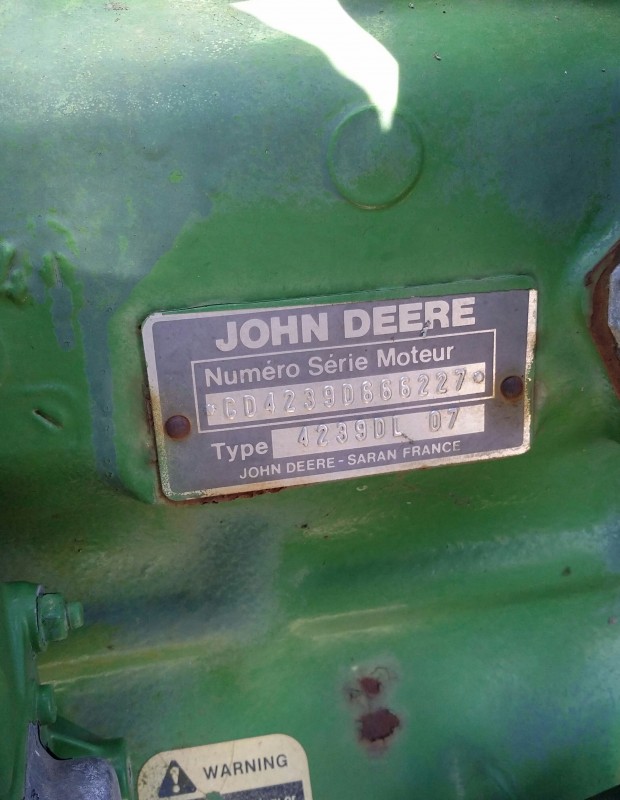 JOHN DEERE
Numéro Série Moteur
*CD4239D666227*
Type 4239DL 07
JOHN DEERE - SARAN FRANCE
WARNING